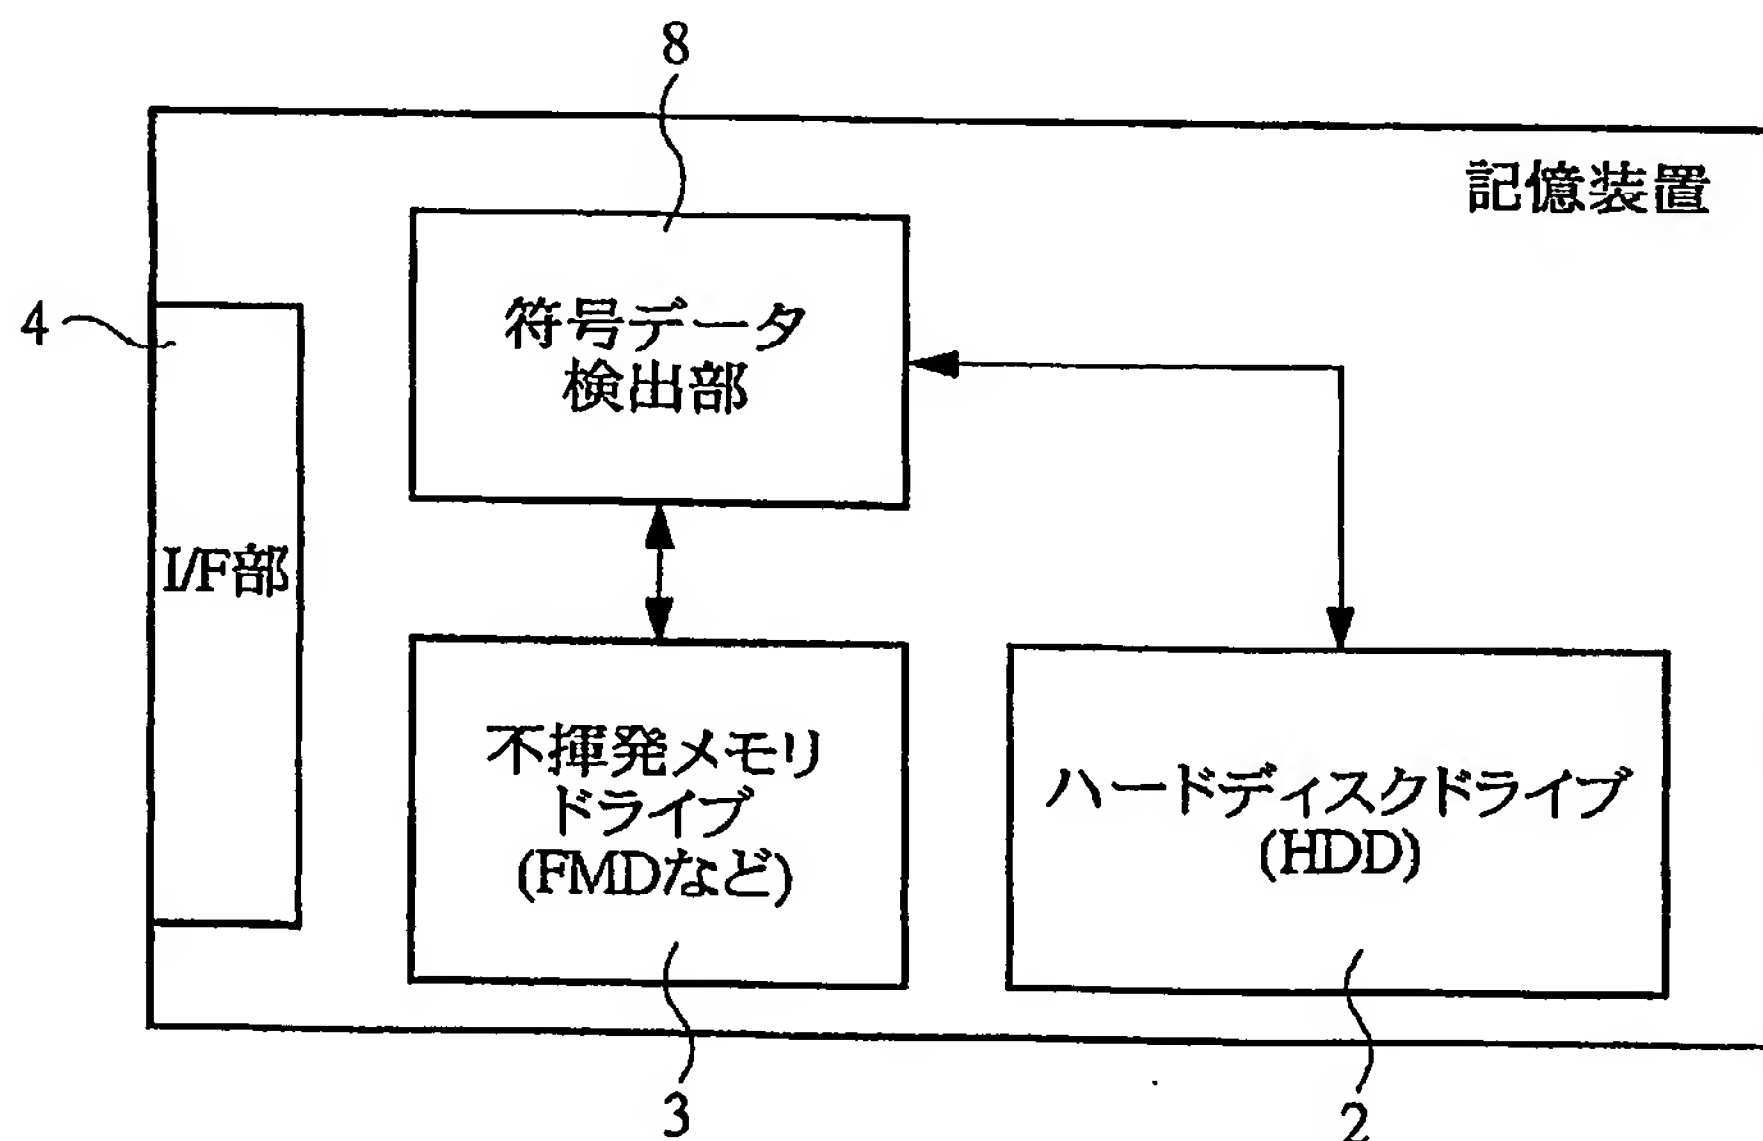 8
記憶装置
4
符号データ
検出部
I/F部
不揮発メモリ
ドライブ
(FMDなど)
ハードディスクドライブ
(HDD)
3
2